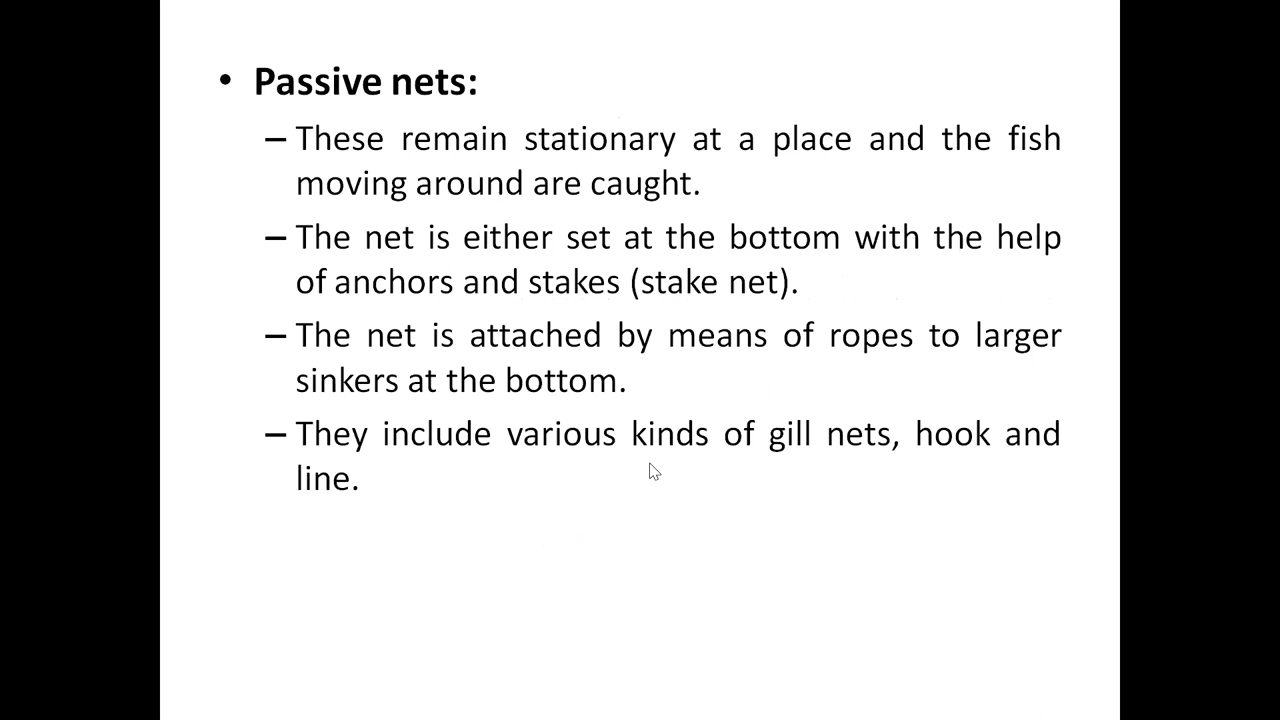 • Passive nets:
– These remain stationary at a place and the fish
moving around are caught.
– The net is either set at the bottom with the help
of anchors and stakes (stake net).
– The net is attached by means of ropes to larger
sinkers at the bottom.
– They include various kinds of gill nets, hook and
line.